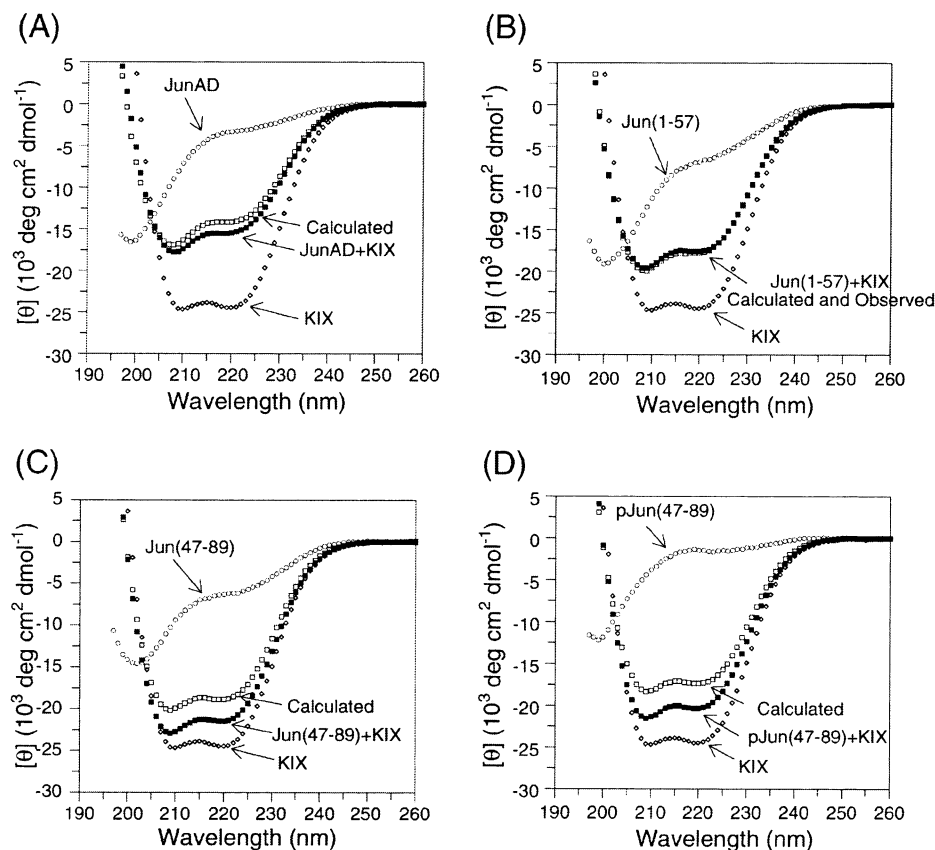 (A)
[θ] (10³ deg cm² dmol⁻¹)
5
0
-5
-10
-15
-20
-25
-30
JunAD
Calculated
JunAD+KIX
KIX
190 200 210 220 230 240 250 260
Wavelength (nm)
(B)
[θ] (10³ deg cm² dmol⁻¹)
5
0
-5
-10
-15
-20
-25
-30
Jun(1-57)
Jun(1-57)+KIX
Calculated and Observed
KIX
190 200 210 220 230 240 250 260
Wavelength (nm)
(C)
[θ] (10³ deg cm² dmol⁻¹)
5
0
-5
-10
-15
-20
-25
-30
Jun(47-89)
Calculated
Jun(47-89)+KIX
KIX
190 200 210 220 230 240 250 260
Wavelength (nm)
(D)
[θ] (10³ deg cm² dmol⁻¹)
5
0
-5
-10
-15
-20
-25
-30
pJun(47-89)
Calculated
pJun(47-89)+KIX
KIX
190 200 210 220 230 240 250 260
Wavelength (nm)